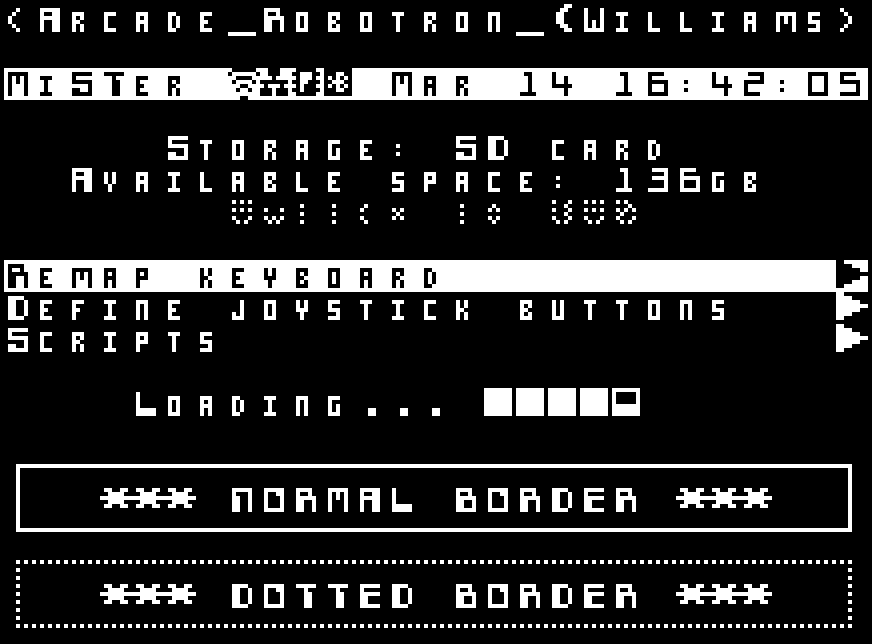 <Arcade_Robotron_(Williams>
MiSTer Mar 14 16:42:05
Storage: SD card
Available space: 136gb
Remap keyboard
Define joystick buttons
Scripts
Loading...
*** NORMAL BORDER ***
*** DOTTED BORDER ***